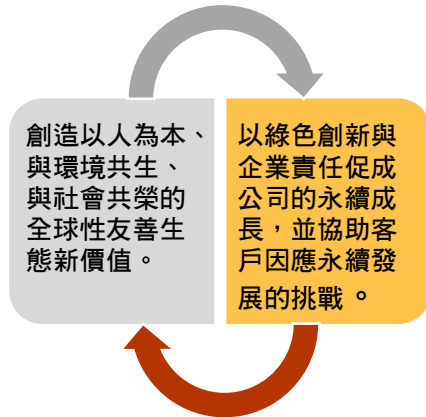 創造以人為本、
與環境共生、
與社會共榮的
全球性友善生
態新價值。
以綠色創新與
企業責任促成
公司的永續成
長，並協助客
戶因應永續發
展的挑戰。